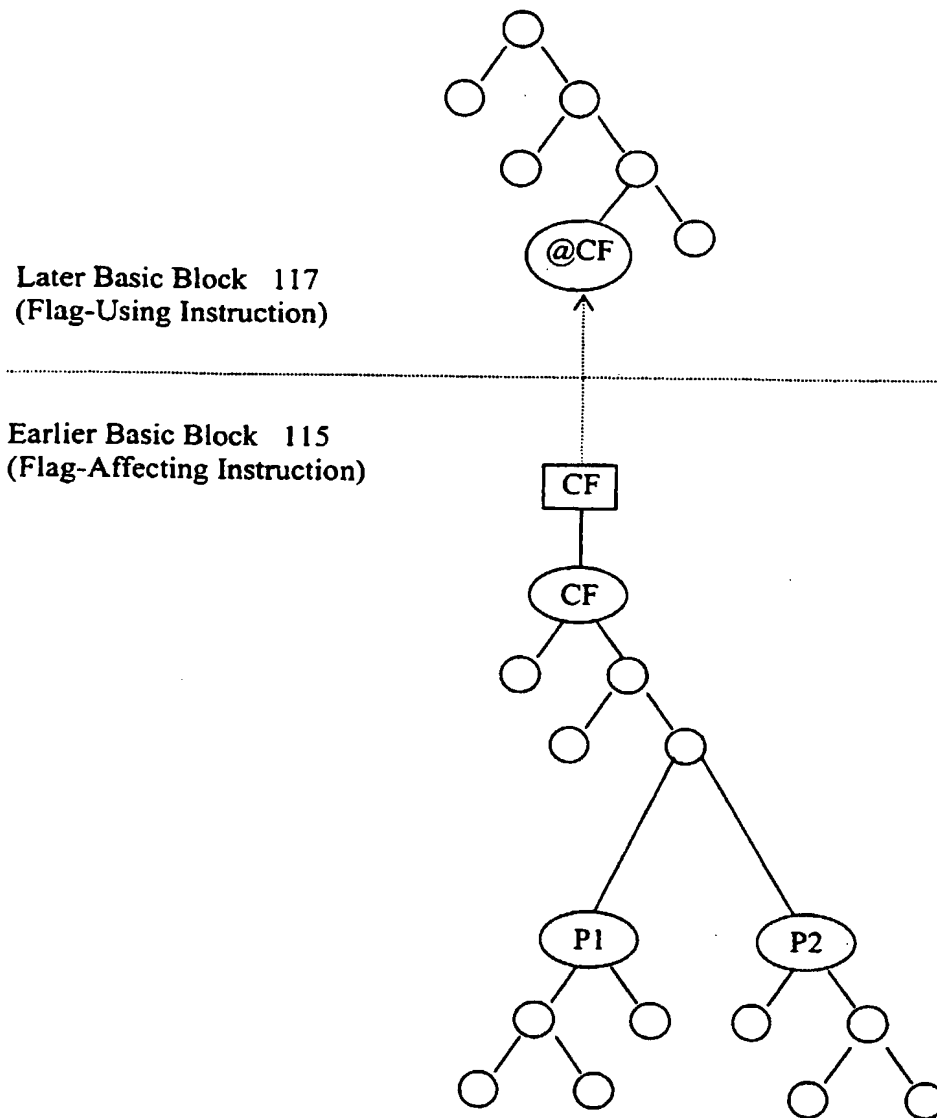 @CF
Later Basic Block 117
(Flag-Using Instruction)
Earlier Basic Block 115
(Flag-Affecting Instruction)
CF
CF
P1
P2